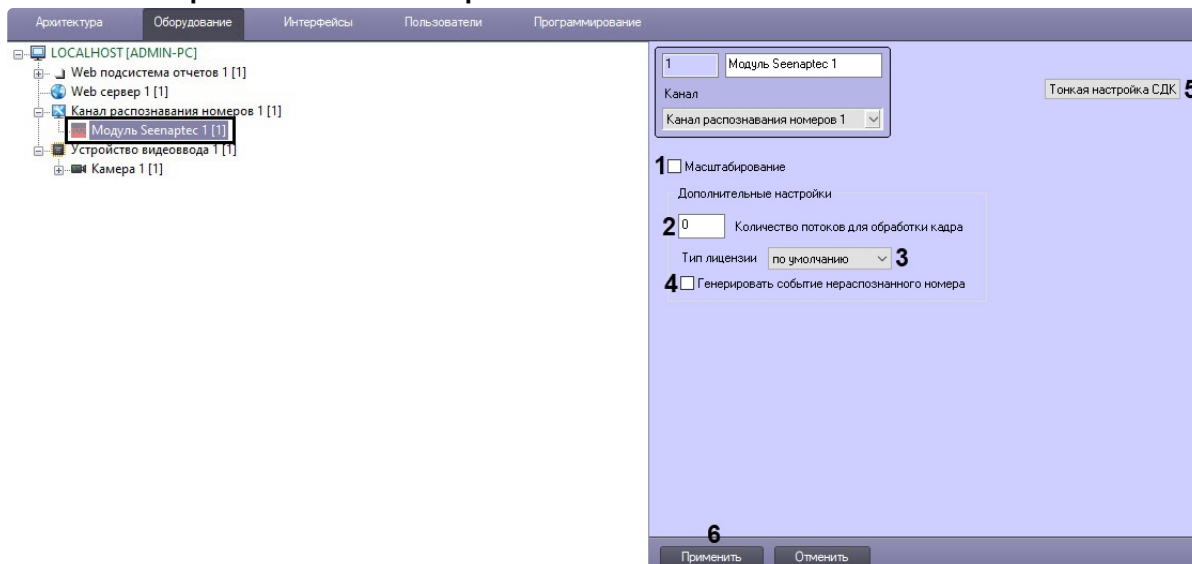 Архитектура Оборудование Интерфейсы Пользователи Программирование
LOCALHOST [ADMIN-PC]
Web подсистема отчетов 1 [1]
Web сервер 1 [1]
Канал распознавания номеров 1 [1]
Модуль Seenaptec 1 [1]
Устройство видеоввода 1 [1]
Камера 1 [1]
1 Модуль Seenaptec 1
Канал
Канал распознавания номеров 1
Тонкая настройка СДК 5
1 Масштабирование
Дополнительные настройки
2 0 Количество потоков для обработки кадра
Тип лицензии по умолчанию 3
4 Генерировать событие нераспознанного номера
6
Применить Отменить